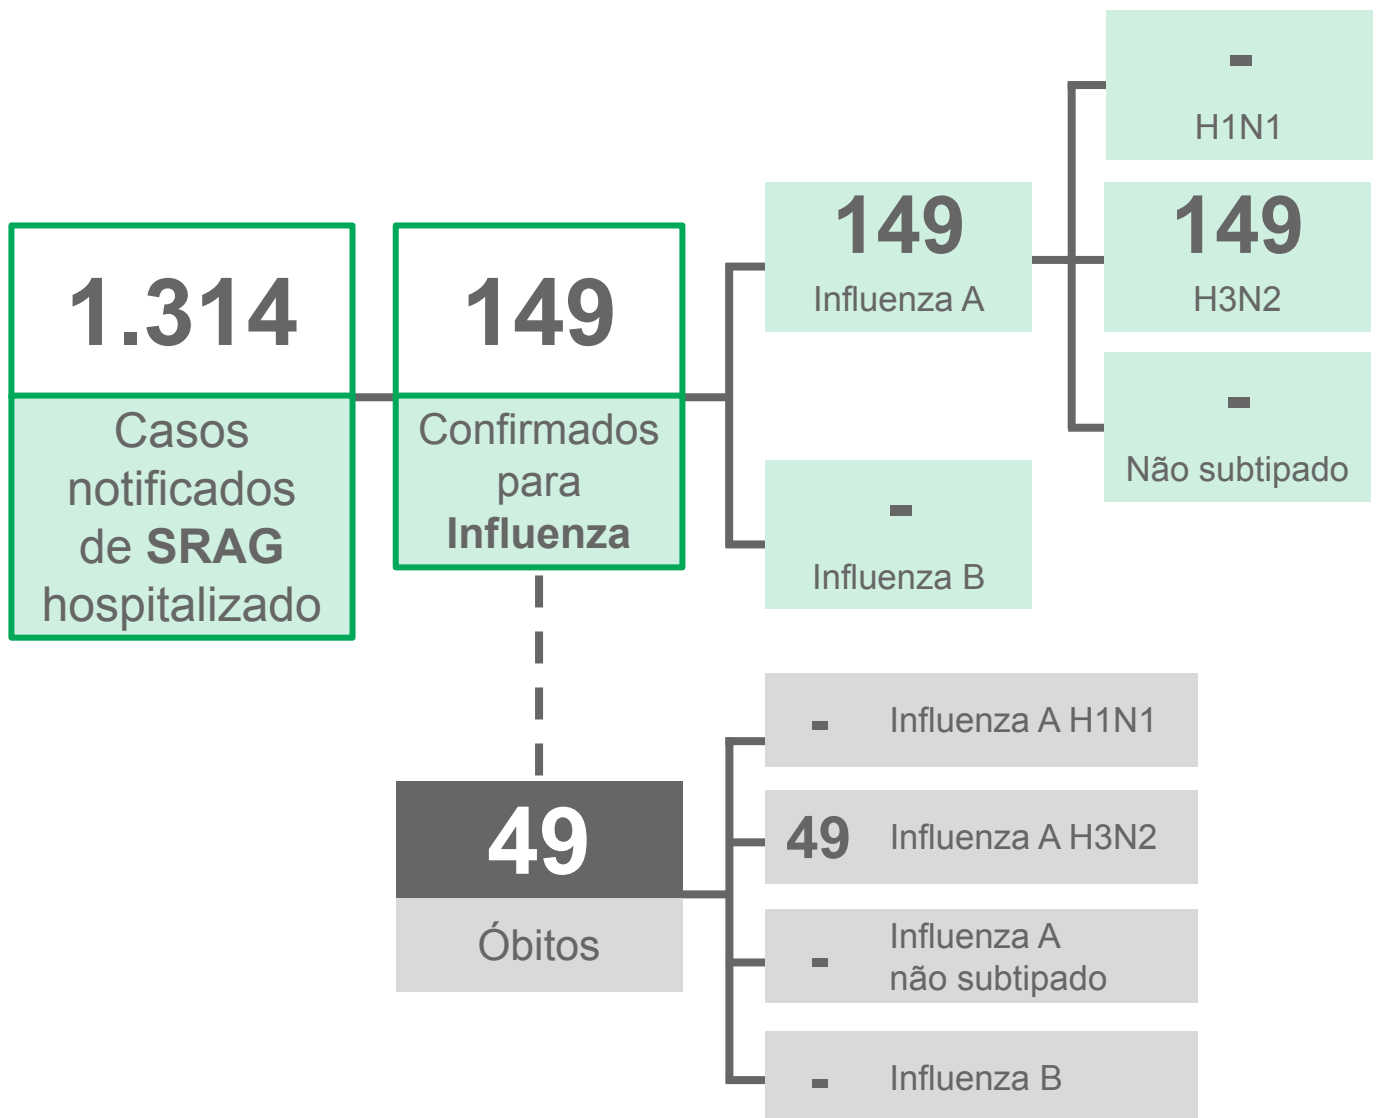 1.314
Casos
notificados
de SRAG
hospitalizado
149
Confirmados
para
Influenza
149
Influenza A
-
Influenza B
-
H1N1
149
H3N2
-
Não subtipado
49
Óbitos
- Influenza A H1N1
49 Influenza A H3N2
- Influenza A
não subtipado
- Influenza B